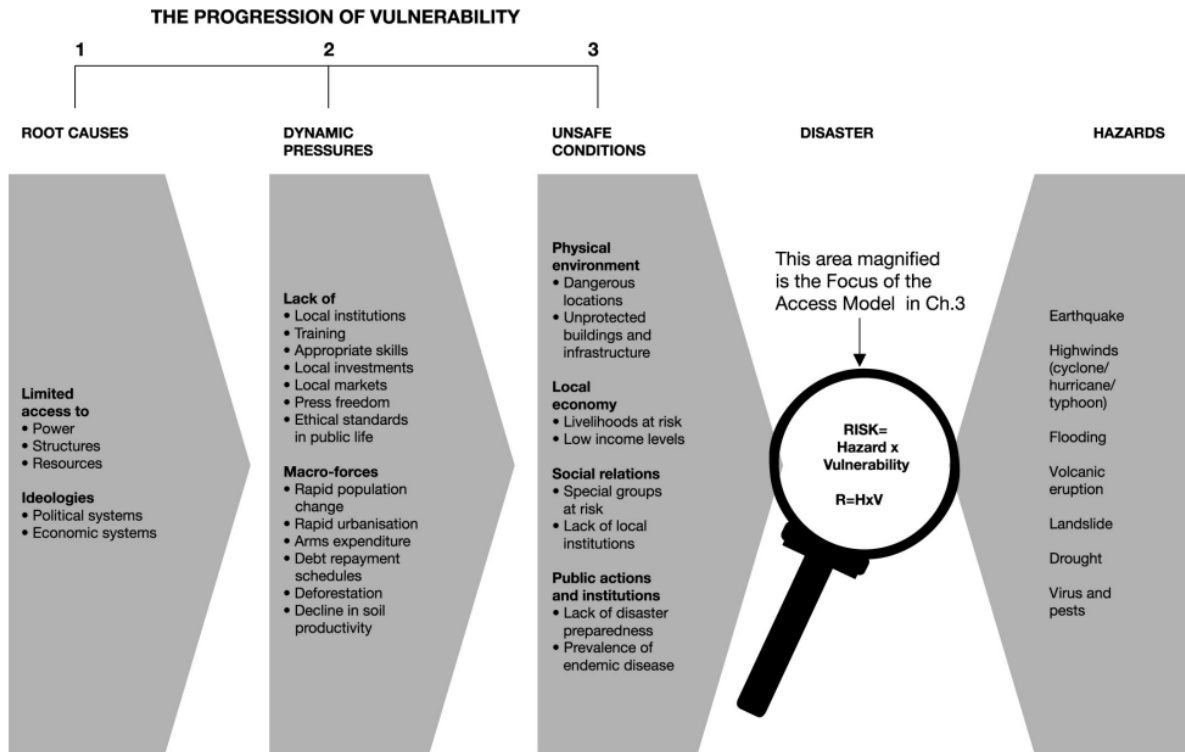 THE PROGRESSION OF VULNERABILITY
1
2
3
ROOT CAUSES
DYNAMIC
PRESSURES
UNSAFE
CONDITIONS
DISASTER
HAZARDS
Limited
access to
• Power
• Structures
• Resources
Ideologies
• Political systems
• Economic systems
Lack of
• Local institutions
• Training
• Appropriate skills
• Local investments
• Local markets
• Press freedom
• Ethical standards
in public life
Macro-forces
• Rapid population
change
• Rapid urbanisation
• Arms expenditure
• Debt repayment
schedules
• Deforestation
• Decline in soil
productivity
Physical
environment
• Dangerous
locations
• Unprotected
buildings and
infrastructure
Local
economy
• Livelihoods at risk
• Low income levels
Social relations
• Special groups
at risk
• Lack of local
institutions
Public actions
and institutions
• Lack of disaster
preparedness
• Prevalence of
endemic disease
This area magnified
is the Focus of the
Access Model in Ch.3
RISK=
Hazard x
Vulnerability
R=HxV
Earthquake
Highwinds
(cyclone/
hurricane/
typhoon)
Flooding
Volcanic
eruption
Landslide
Drought
Virus and
pests